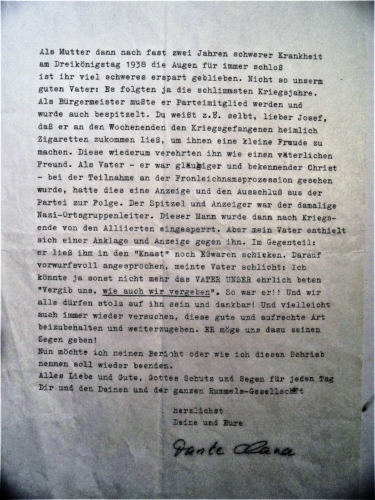 Als Mutter dann nach fast zwei Jahren schwerer Krankheit
am Dreikönigstag 1938 die Augen für immer schloß
ist ihr viel schweres erspart geblieben. Nicht so unserm
guten Vater: Es folgten ja die schlimmsten Kriegsjahre.
Als Bürgermeister mußte er Parteimitglied werden und
wurde auch bespitzelt. Du weißt z.B. selbt, lieber Josef,
daß er an den Wochenenden den Kriegsgefangenen heimlich
Zigaretten zukommen ließ, um ihnen eine kleine Freude zu
machen. Diese wiederum verehrten ihn wie einen väterlichen
Freund. Als Vater - er war gläubiger und bekennender Christ
- bei der Teilnahme an der Fronleichnamsprozession gesehen
wurde, hatte dies eine Anzeige und den Ausschluß aus der
Partei zur Folge. Der Spitzel und Anzeiger war der damalige
Nazi-Ortsgruppenleiter. Dieser Mann wurde dann nach Kriegs-
ende von den Alliierten eingesperrt. Aber mein Vater enthielt
sich einer Anklage und Anzeige gegen ihn. Im Gegenteil:
er ließ ihm in den "Knast" noch Eßwaren schicken. Darauf
vorwurfsvoll angesprochen, meinte Vater schlicht: Ich
könnte ja sonst nicht mehr das VATER UNSER ehrlich beten
"Vergib uns, wie auch wir vergeben". So war er!! Und wir
alle dürfen stolz auf ihn sein und dankbar! Und vielleicht
auch immer wieder versuchen, diese gute und aufrechte Art
beizubehalten und weiterzugeben. ER möge uns dazu seinen
Segen geben!
Nun möchte ich meinen Bericht oder wie ich diesen Schrieb
nennen soll wieder beenden.
Alles Liebe und Gute, Gottes Schutz und Segen für jeden Tag
Dir und den Deinen und der ganzen Rummels-Gesellschaft
herzlichst
Deine und Eure
Tante